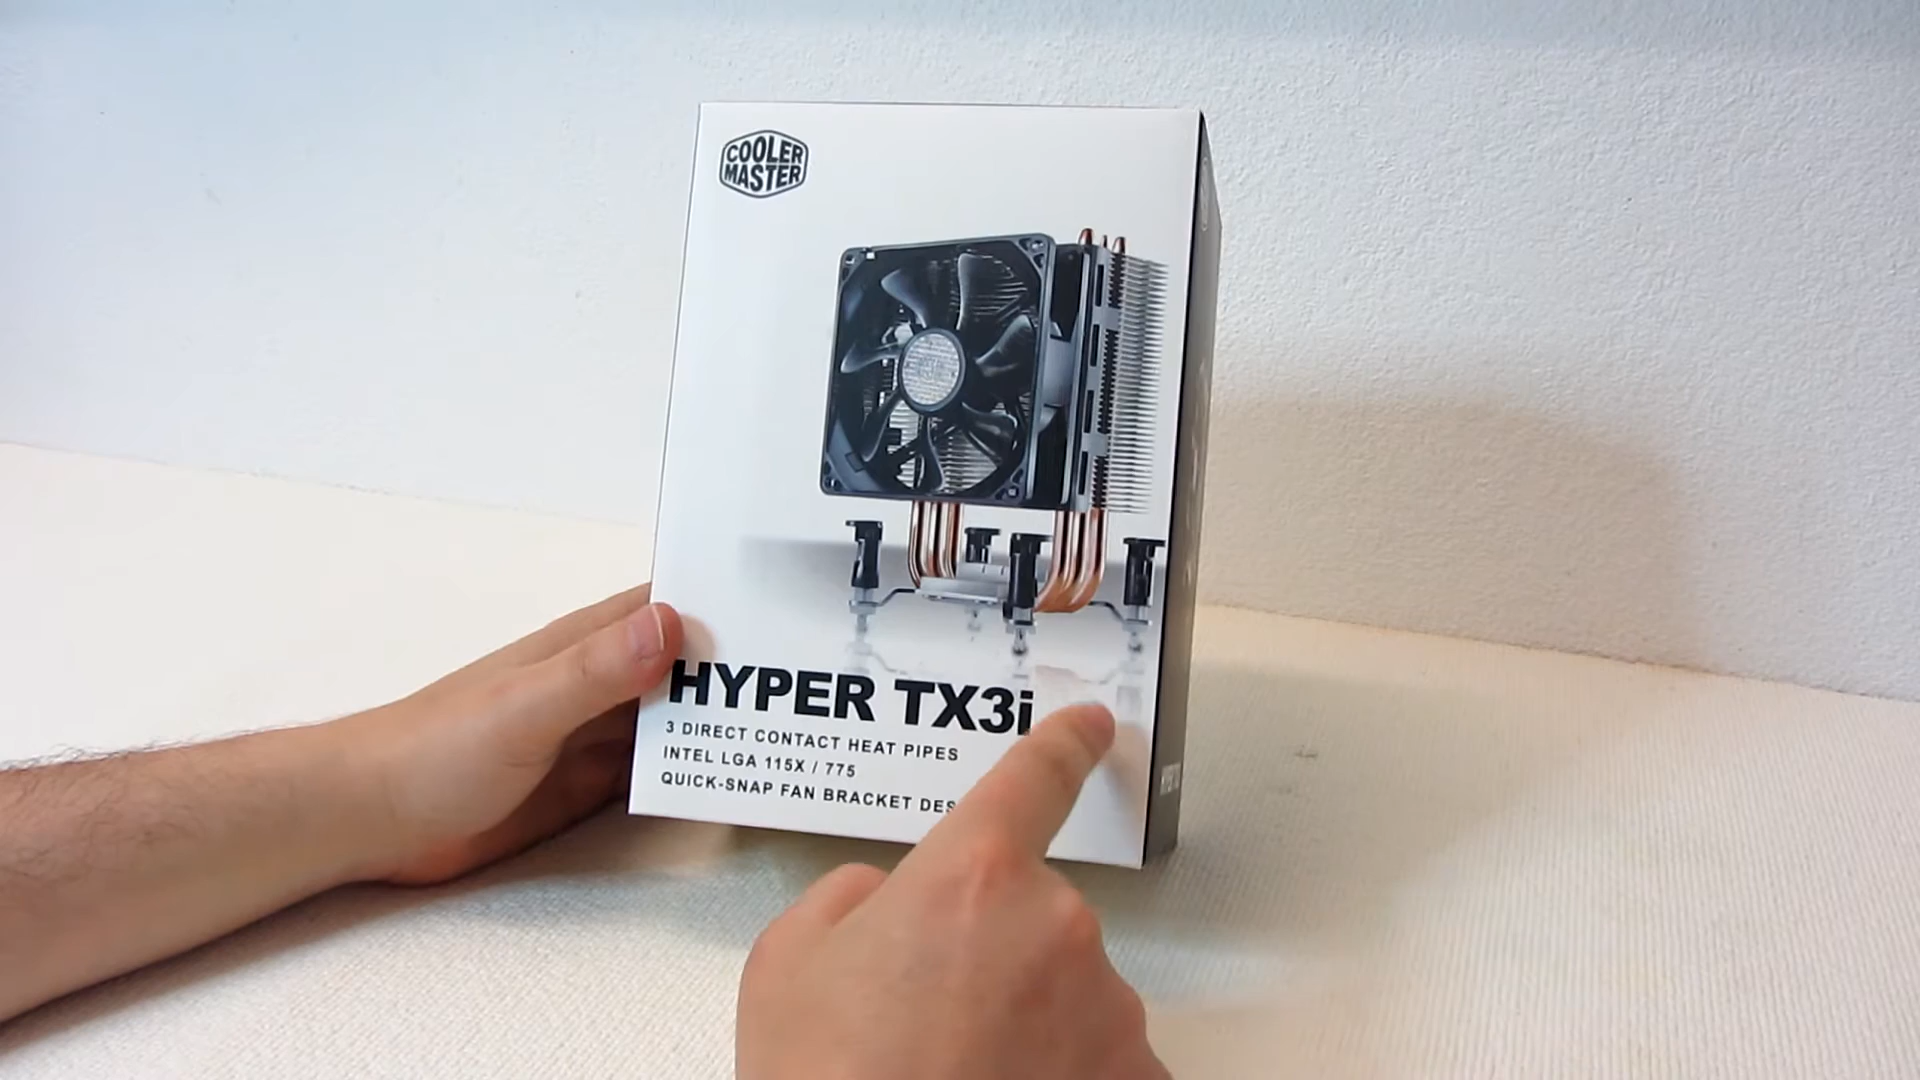 COOLER
MASTER
HYPER TX3i
3 DIRECT CONTACT HEAT PIPES
INTEL LGA 115X / 775
QUICK-SNAP FAN BRACKET DES